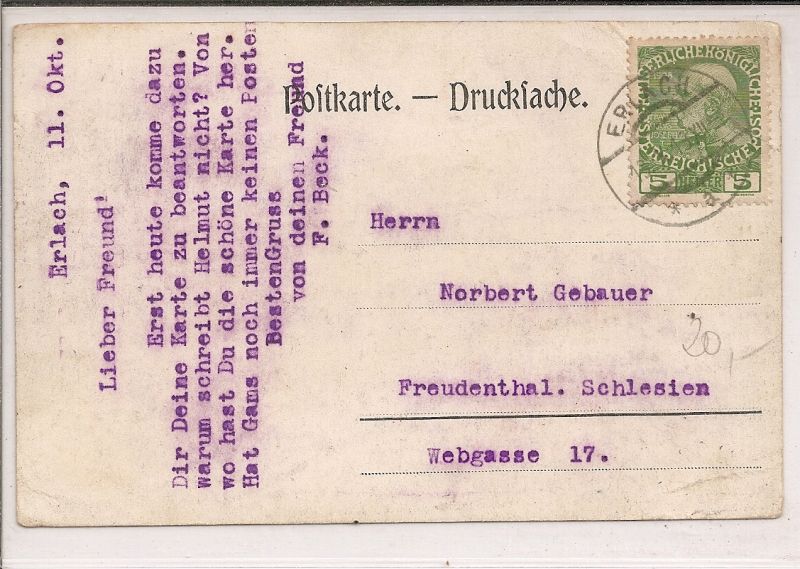 Postkarte. — Drucksache.
Erlach, 11. Okt.
Lieber Freund!
Erst heute komme dazu
Dir Deine Karte zu beantworten.
Warum schreibt Helmut nicht? Von
wo hast Du die schöne Karte her.
Hat Gams noch immer keinen Posten
BestenGruss
von deinen Freund
F. Beck.
Herrn
Norbert Gebauer
Freudenthal. Schlesien
Webgasse 17.
20,-
KAISERLICHE KÖNIGLICHE
ÖSTERREICHISCHE
5 HELLER 5